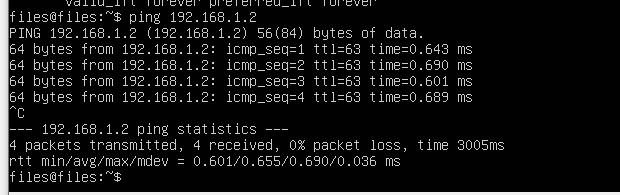 valid_lft forever preferred_lft forever
files@files:~$ ping 192.168.1.2
PING 192.168.1.2 (192.168.1.2) 56(84) bytes of data.
64 bytes from 192.168.1.2: icmp_seq=1 ttl=63 time=0.643 ms
64 bytes from 192.168.1.2: icmp_seq=2 ttl=63 time=0.690 ms
64 bytes from 192.168.1.2: icmp_seq=3 ttl=63 time=0.601 ms
64 bytes from 192.168.1.2: icmp_seq=4 ttl=63 time=0.689 ms
^C
--- 192.168.1.2 ping statistics ---
4 packets transmitted, 4 received, 0% packet loss, time 3005ms
rtt min/avg/max/mdev = 0.601/0.655/0.690/0.036 ms
files@files:~$